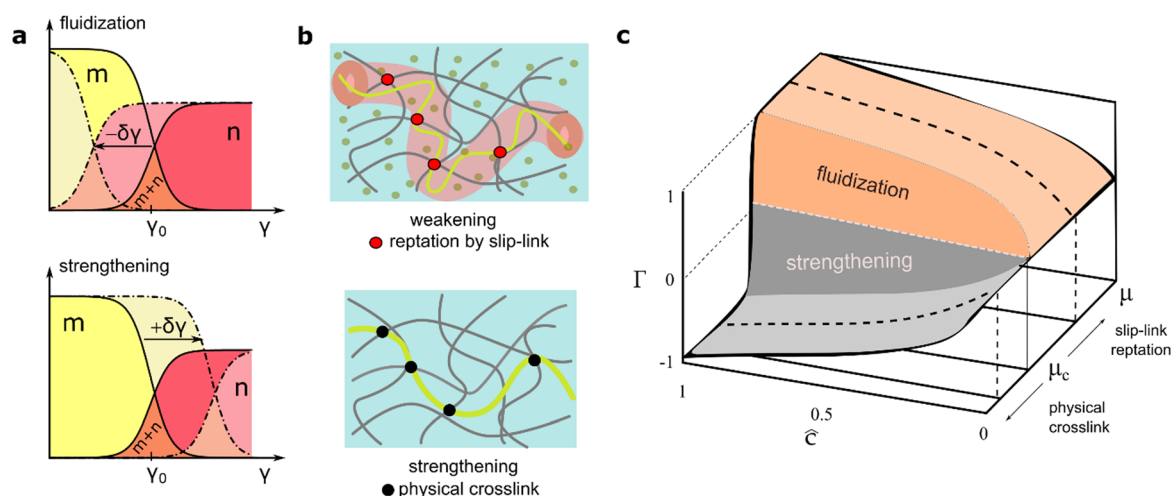 a
fluidization
m
−δγ
n
m+n
γ₀
γ
strengthening
m
+δγ
n
m+n
γ₀
γ
b
weakening
reptation by slip-link
strengthening
physical crosslink
c
fluidization
strengthening
Γ
1
0
-1
1
0.5
0
ĉ
μ
slip-link
reptation
μc
physical
crosslink